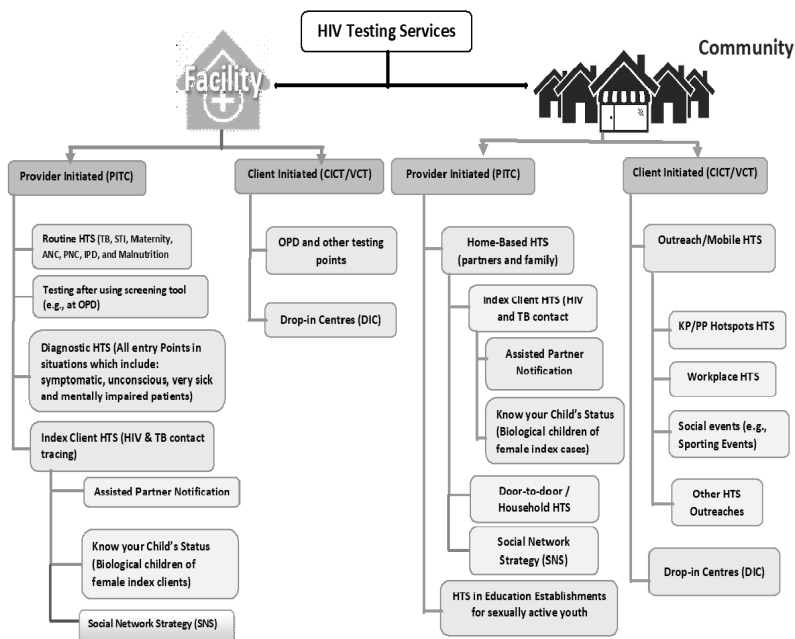 HIV Testing Services
Facility
Community
Provider Initiated (PITC)
Routine HTS (TB, STI, Maternity,
ANC, PNC, IPD, and Malnutrition
Testing after using screening tool
(e.g., at OPD)
Diagnostic HTS (All entry Points in
situations which include:
symptomatic, unconscious, very sick
and mentally impaired patients)
Index Client HTS (HIV & TB contact
tracing)
Assisted Partner Notification
Know your Child's Status
(Biological children of
female index clients)
Social Network Strategy (SNS)
Client Initiated (CICT/VCT)
OPD and other testing
points
Drop-in Centres (DIC)
Provider Initiated (PITC)
Home-Based HTS
(partners and family)
Index Client HTS (HIV
and TB contact
Assisted Partner
Notification
Know your Child's Status
(Biological children of
female index cases)
Door-to-door /
Household HTS
Social Network
Strategy (SNS)
HTS in Education Establishments
for sexually active youth
Client Initiated (CICT/VCT)
Outreach/Mobile HTS
KP/PP Hotspots HTS
Workplace HTS
Social events (e.g.,
Sporting Events)
Other HTS
Outreaches
Drop-in Centres (DIC)